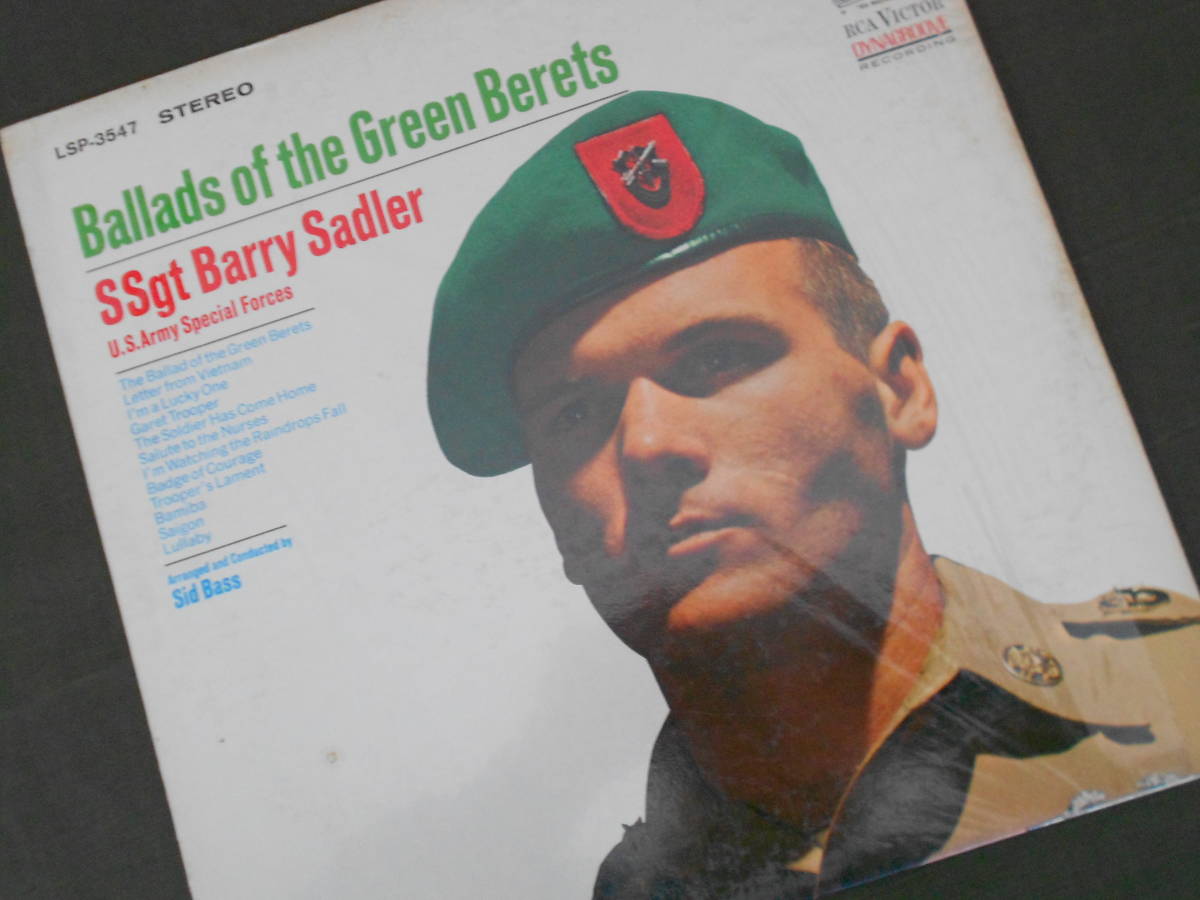 LSP-3547 STEREO
RCA VICTOR
DYNAGROOVE
RECORDING
Ballads of the Green Berets
SSgt Barry Sadler
U.S. Army Special Forces
The Ballad of the Green Berets
Letter from Vietnam
I'm a Lucky One
Garet Trooper
The Soldier Has Come Home
Salute to the Nurses
I'm Watching the Raindrops Fall
Badge of Courage
Trooper's Lament
Bamiba
Saigon
Lullaby
Arranged and Conducted by
Sid Bass